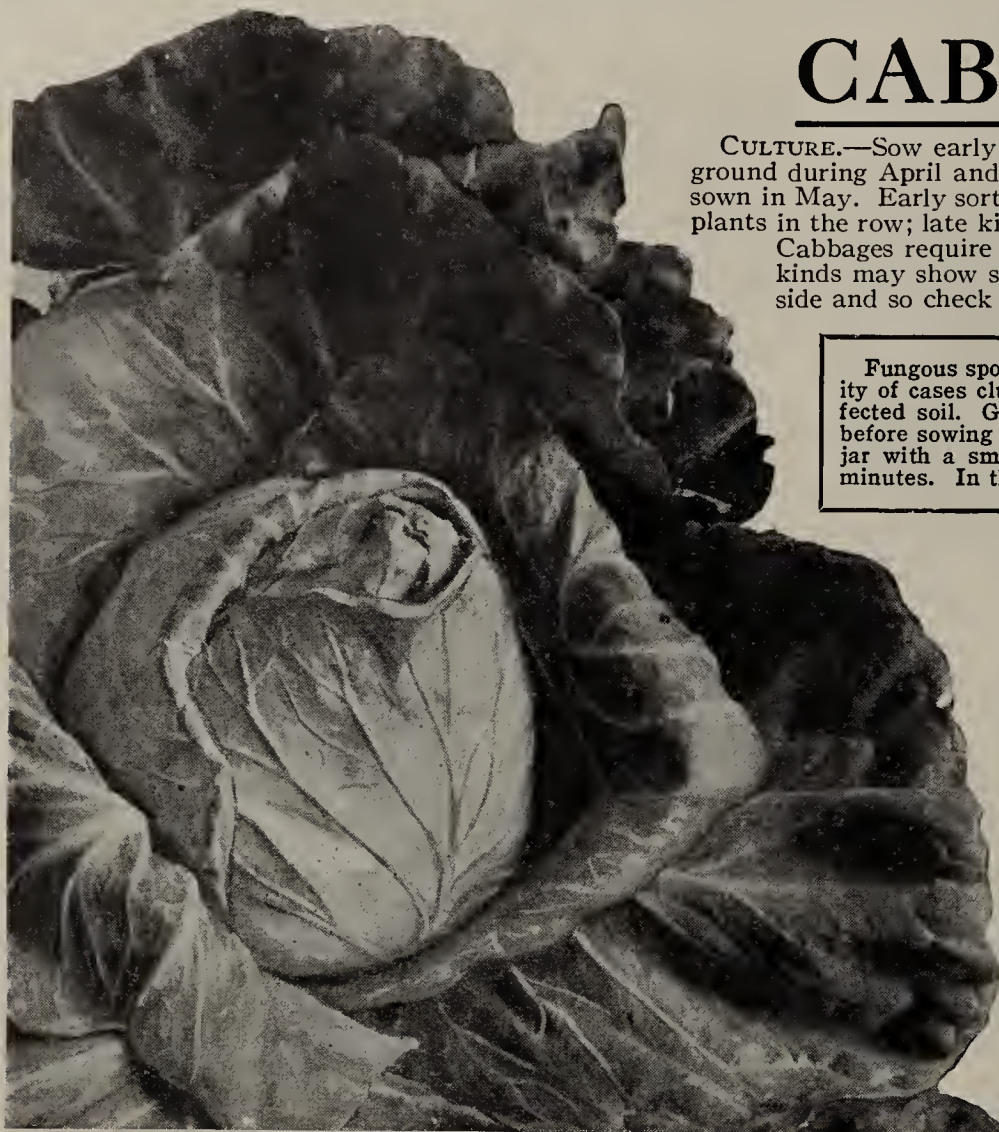 CAB
CULTURE.—Sow early
ground during April and
sown in May. Early sort
plants in the row; late ki
Cabbages require
kinds may show s
side and so check
Fungous spo
ity of cases clu
fected soil. G
before sowing
jar with a sm
minutes. In th